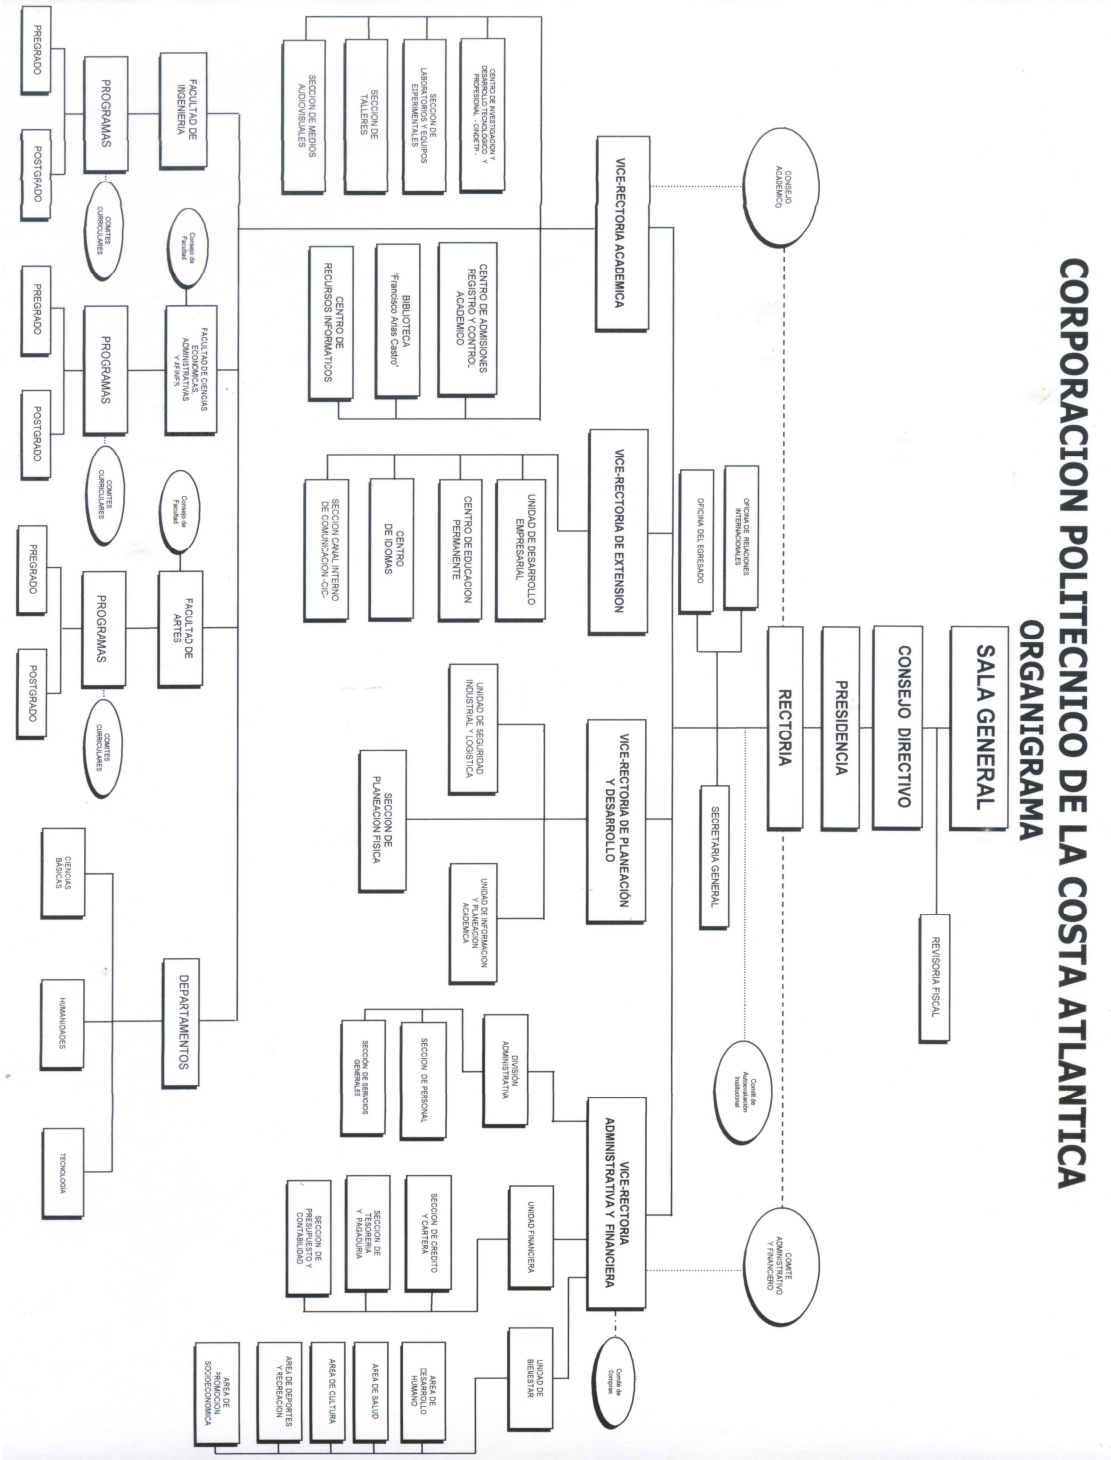 CORPORACION POLITECNICO DE LA COSTA ATLANTICA
ORGANIGRAMA
SALA GENERAL
REVISORIA FISCAL
CONSEJO DIRECTIVO
PRESIDENCIA
CONSEJO
ACADEMICO
RECTORIA
COMITE
ADMINISTRATIVO
Y FINANCIERO
OFICINA DE RELACIONES
INTERNACIONALES
OFICINA DEL EGRESADO
SECRETARIA GENERAL
Comité de
Autoevaluación
Institucional
VICE-RECTORIA ACADEMICA
VICE-RECTORIA DE EXTENSION
VICE-RECTORIA DE PLANEACIÓN
Y DESARROLLO
VICE-RECTORIA
ADMINISTRATIVA Y FINANCIERA
Comité de
Compras
CENTRO DE INVESTIGACION Y
DESARROLLO TECNOLÓGICO Y
PROFESIONAL - CINDETP -
SECCION DE
LABORATORIOS Y EQUIPOS
EXPERIMENTALES
SECCION DE
TALLERES
SECCION DE MEDIOS
AUDIOVISUALES
CENTRO DE ADMISIONES
REGISTRO Y CONTROL
ACADEMICO
BIBLIOTECA
"Francisco Arias Castro"
CENTRO DE
RECURSOS INFORMATICOS
UNIDAD DE DESARROLLO
EMPRESARIAL
CENTRO DE EDUCACION
PERMANENTE
CENTRO
DE IDOMAS
SECCION CANAL INTERNO
DE COMUNICACION -CIC-
UNIDAD DE SEGURIDAD
INDUSTRIAL Y LOGISTICA
SECCION DE
PLANEACION FISICA
UNIDAD DE INFORMACION
Y PLANEACION
ACADEMICA
DIVISIÓN
ADMINISTRATIVA
SECCION DE PERSONAL
SECCIÓN DE SERVICIOS
GENERALES
UNIDAD FINANCIERA
SECCION DE CREDITO
Y CARTERA
SECCION DE
TESORERIA
Y PAGADURIA
SECCION DE
PRESUPUESTO Y
CONTABILIDAD
UNIDAD DE
BIENESTAR
AREA DE
DESARROLLO
HUMANO
AREA DE SALUD
AREA DE CULTURA
AREA DE DEPORTES
Y RECREACION
AREA DE
PROMOCION
SOCIOECONOMICA
FACULTAD DE
INGENIERIA
PROGRAMAS
COMITES
CURRICULARES
PREGRADO
POSTGRADO
Consejo de
Facultad
FACULTAD DE CIENCIAS
ECONOMICAS,
ADMINISTRATIVAS
Y AFINES
PROGRAMAS
COMITES
CURRICULARES
PREGRADO
POSTGRADO
Consejo de
Facultad
FACULTAD DE
ARTES
PROGRAMAS
COMITES
CURRICULARES
PREGRADO
POSTGRADO
DEPARTAMENTOS
CIENCIAS
BÁSICAS
HUMANIDADES
TECNOLOGÍA